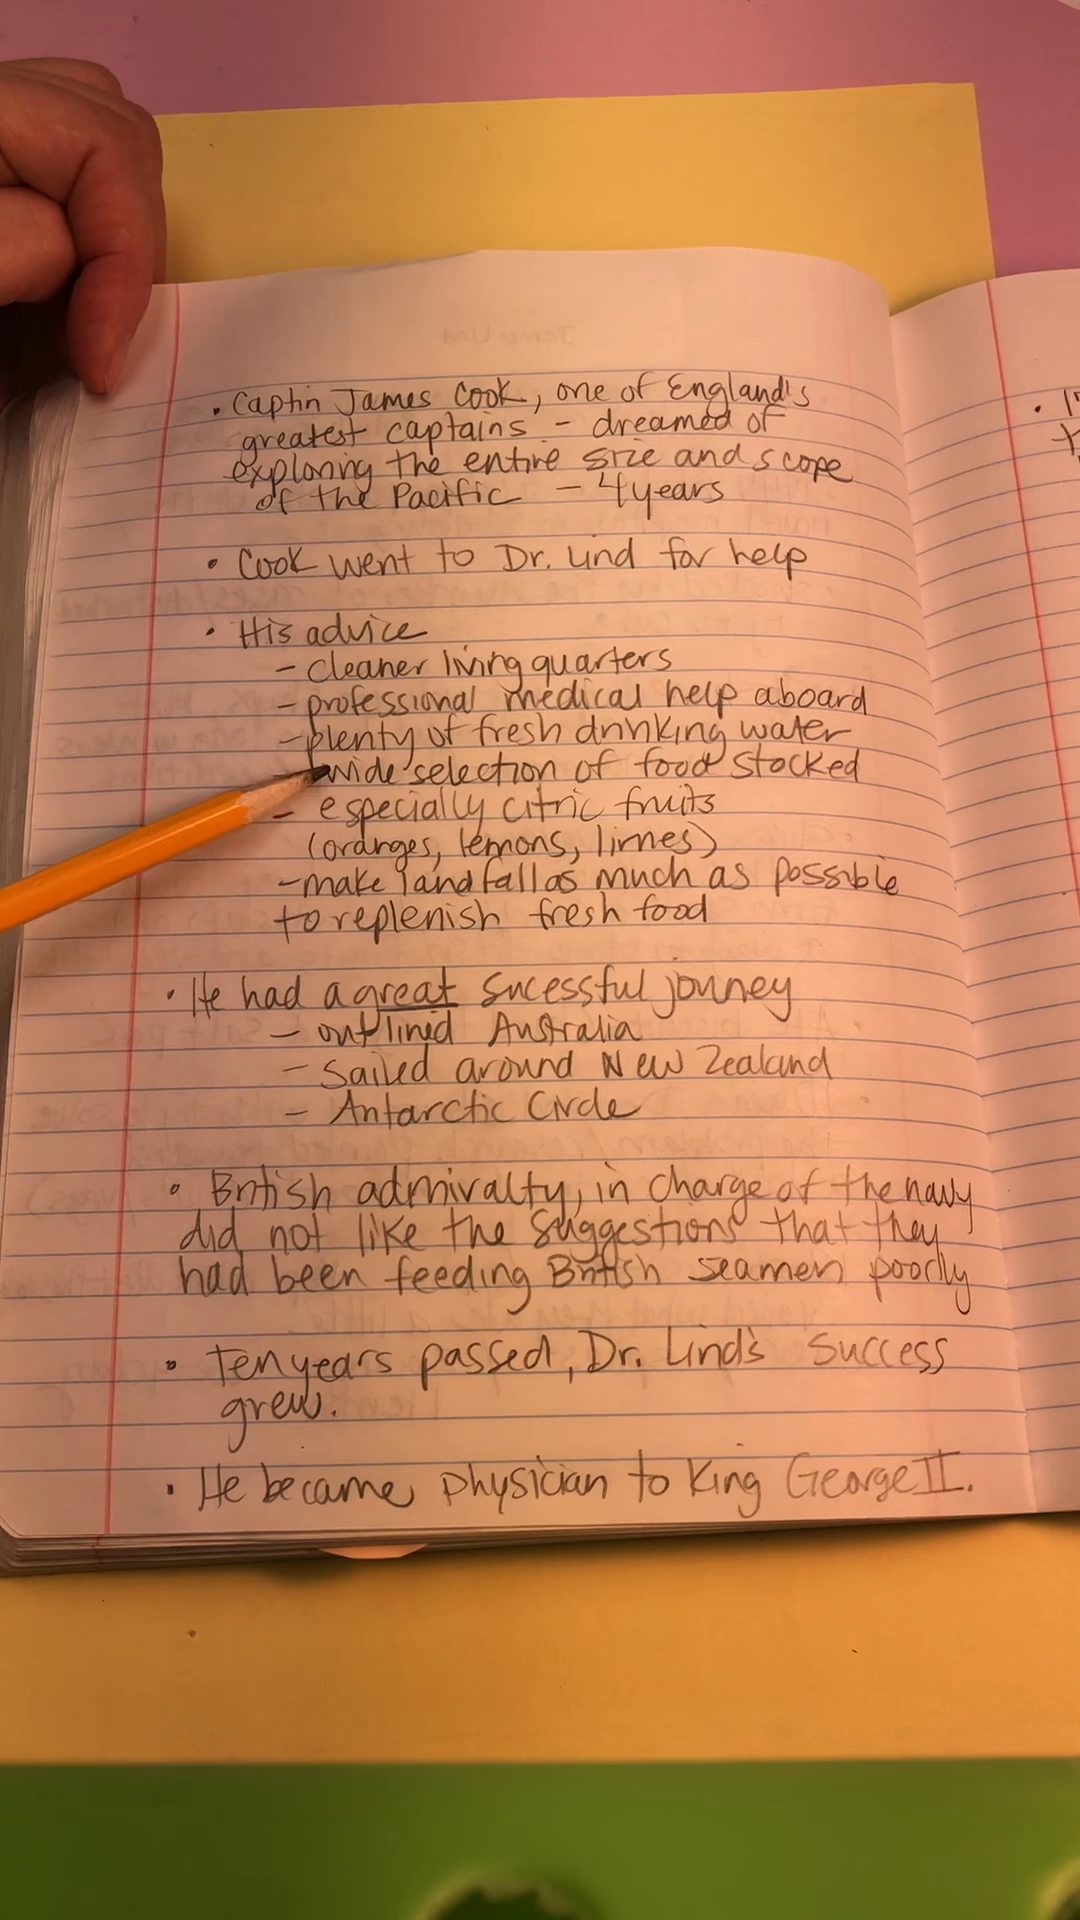 • Captin James Cook, one of England's
greatest captains - dreamed of
exploring the entire size and scope
of the Pacific - 4 years
• Cook went to Dr. Lind for help
• His advice
- cleaner living quarters
- professional medical help aboard
- plenty of fresh drinking water
wide selection of food stocked
- especially citric fruits
(oranges, lemons, limes)
- make landfall as much as possible
to replenish fresh food
• He had a great sucessful jouney
- outlined Australia
- sailed around New Zealand
- Antarctic Circle
• British admiralty, in charge of the navy
did not like the suggestions that they
had been feeding British seamen poorly
• Ten years passed, Dr. Lind's success
grew.
• He became physician to King George II.